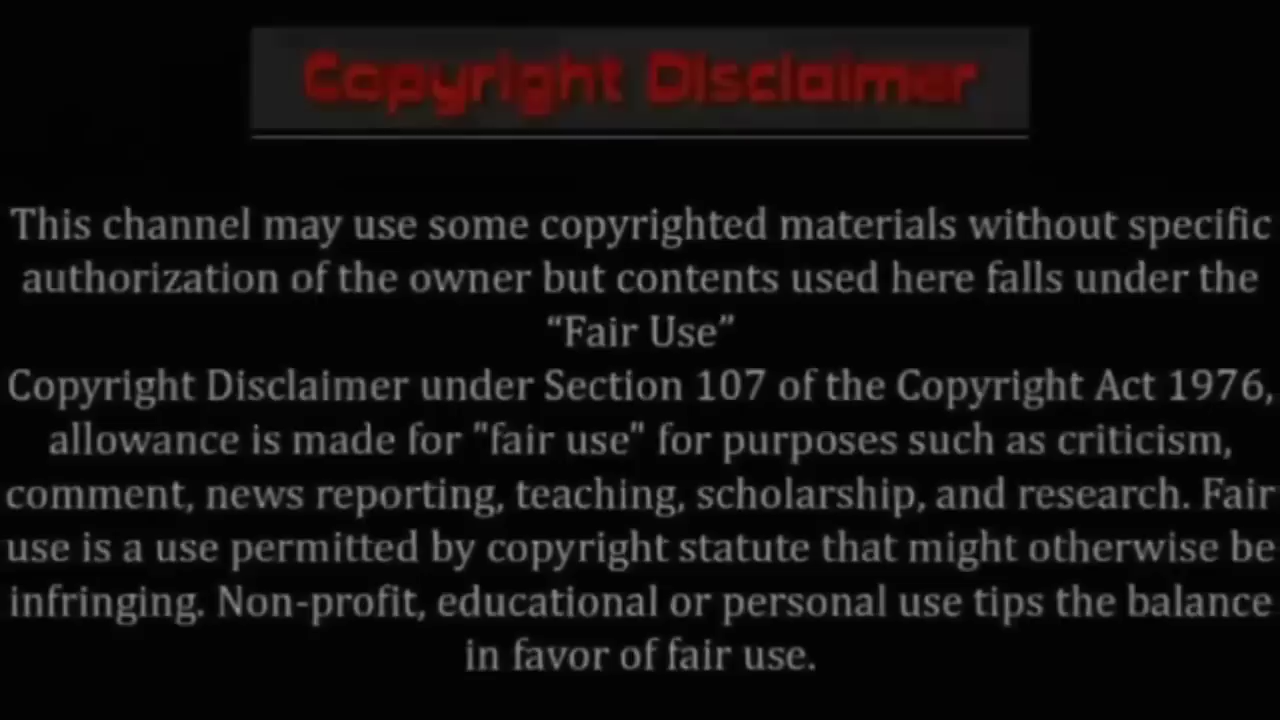 Copyright Disclaimer
This channel may use some copyrighted materials without specific
authorization of the owner but contents used here falls under the
“Fair Use”
Copyright Disclaimer under Section 107 of the Copyright Act 1976,
allowance is made for "fair use" for purposes such as criticism,
comment, news reporting, teaching, scholarship, and research. Fair
use is a use permitted by copyright statute that might otherwise be
infringing. Non-profit, educational or personal use tips the balance
in favor of fair use.